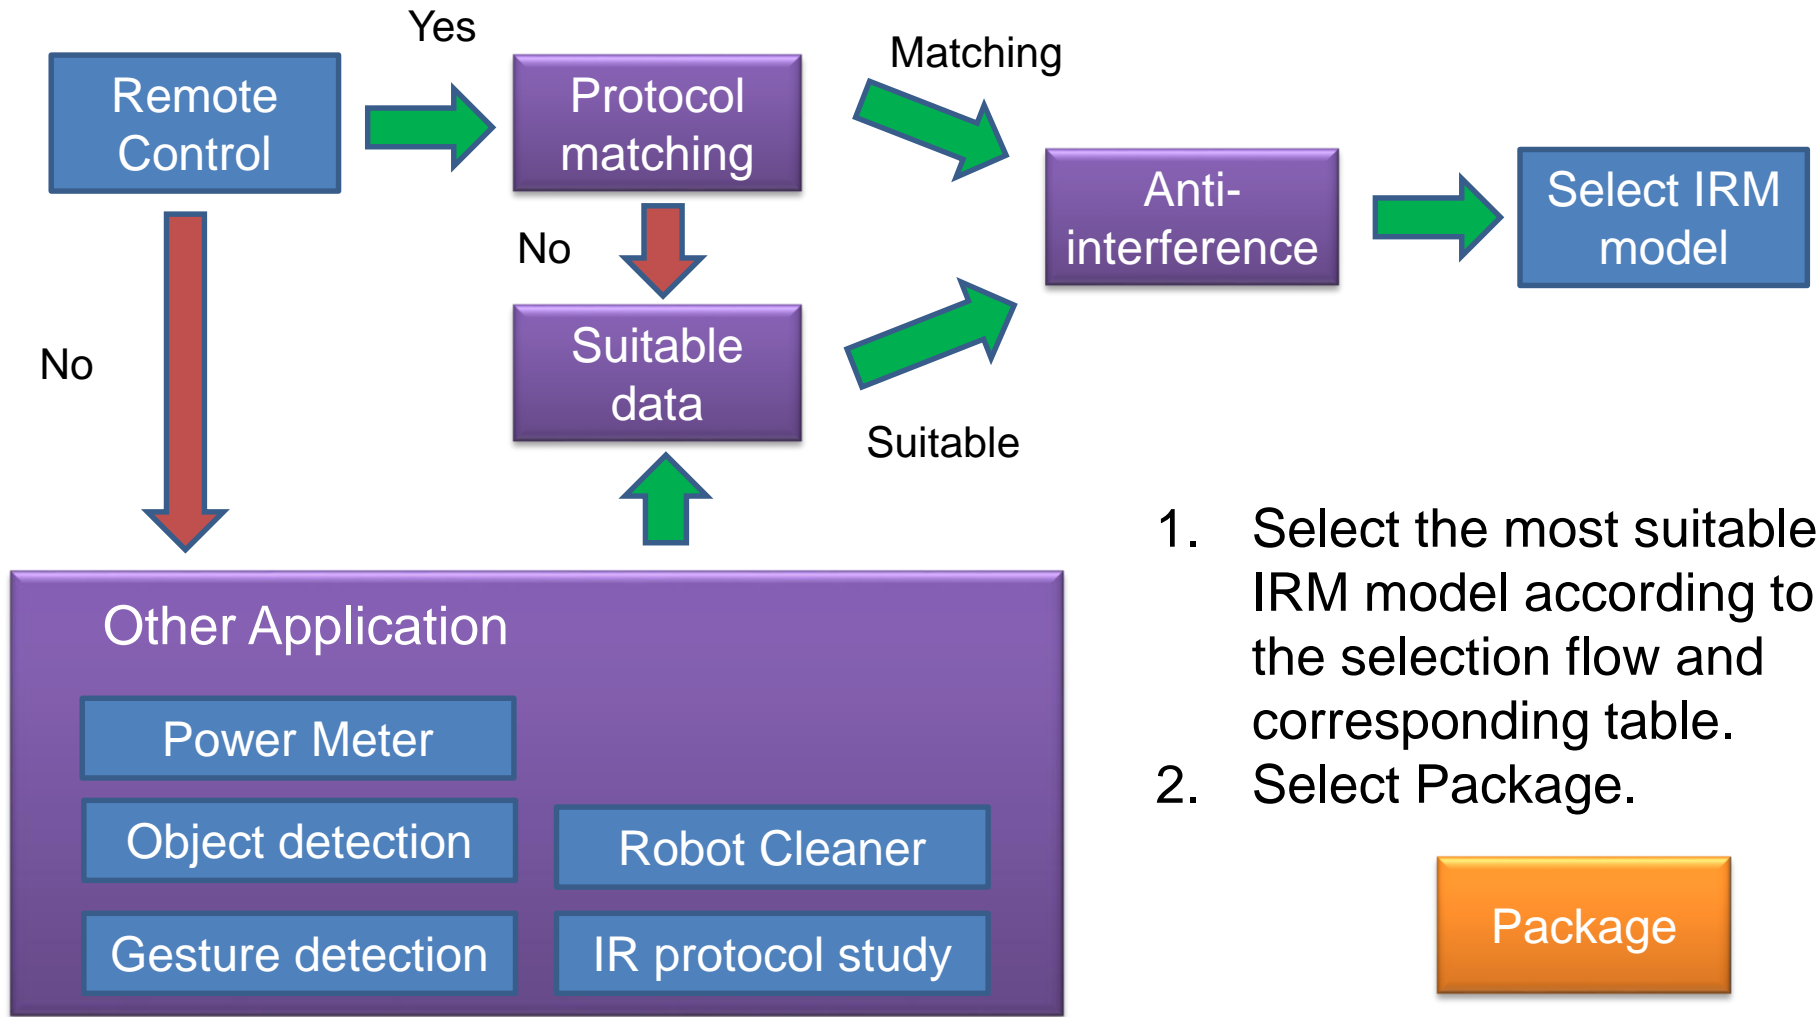 Yes
Remote
Control
Protocol
matching
Matching
Anti-
interference
Select IRM
model
No
No
Suitable
data
Suitable
Other Application
Power Meter
Object detection
Robot Cleaner
Gesture detection
IR protocol study
1. Select the most suitable
IRM model according to
the selection flow and
corresponding table.
2. Select Package.
Package